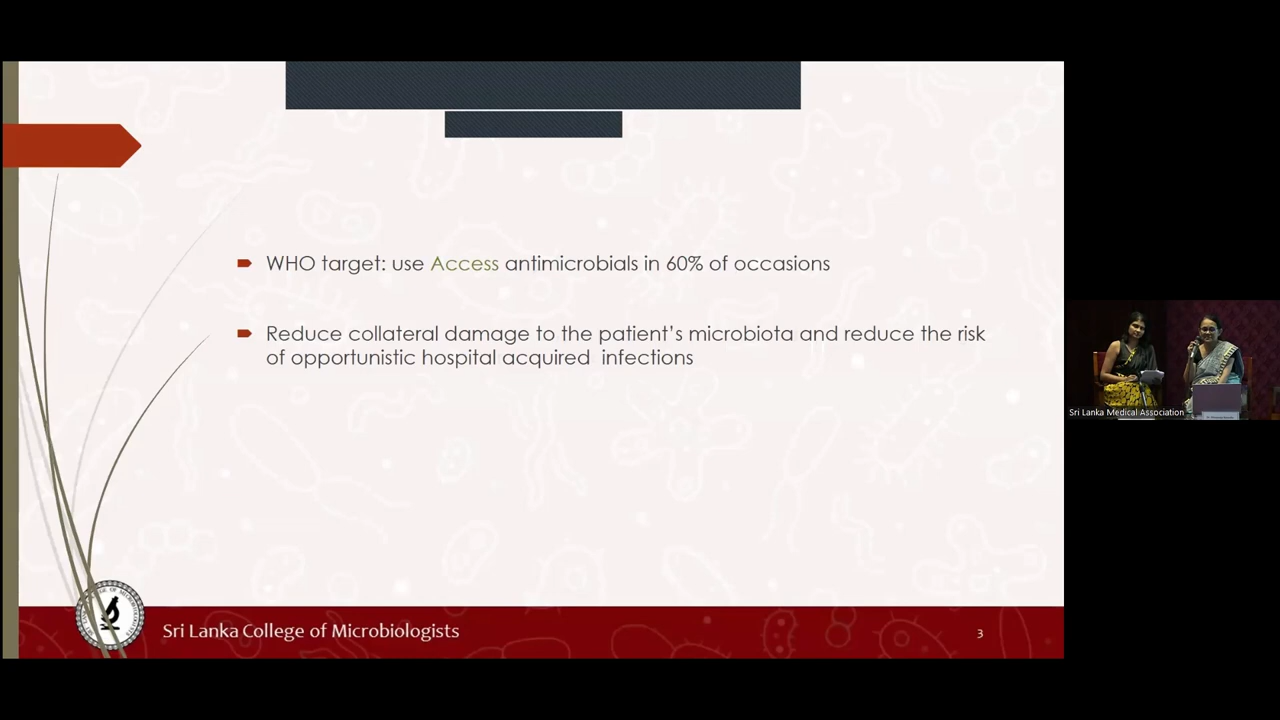 WHO target: use Access antimicrobials in 60% of occasions
Reduce collateral damage to the patient’s microbiota and reduce the risk
of opportunistic hospital acquired infections
Sri Lanka College of Microbiologists
3
Sri Lanka Medical Association